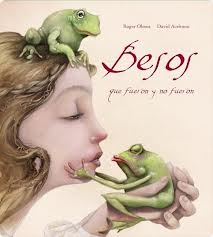 Roger Olmos David Aceituno
Besos
que fueron y no fueron